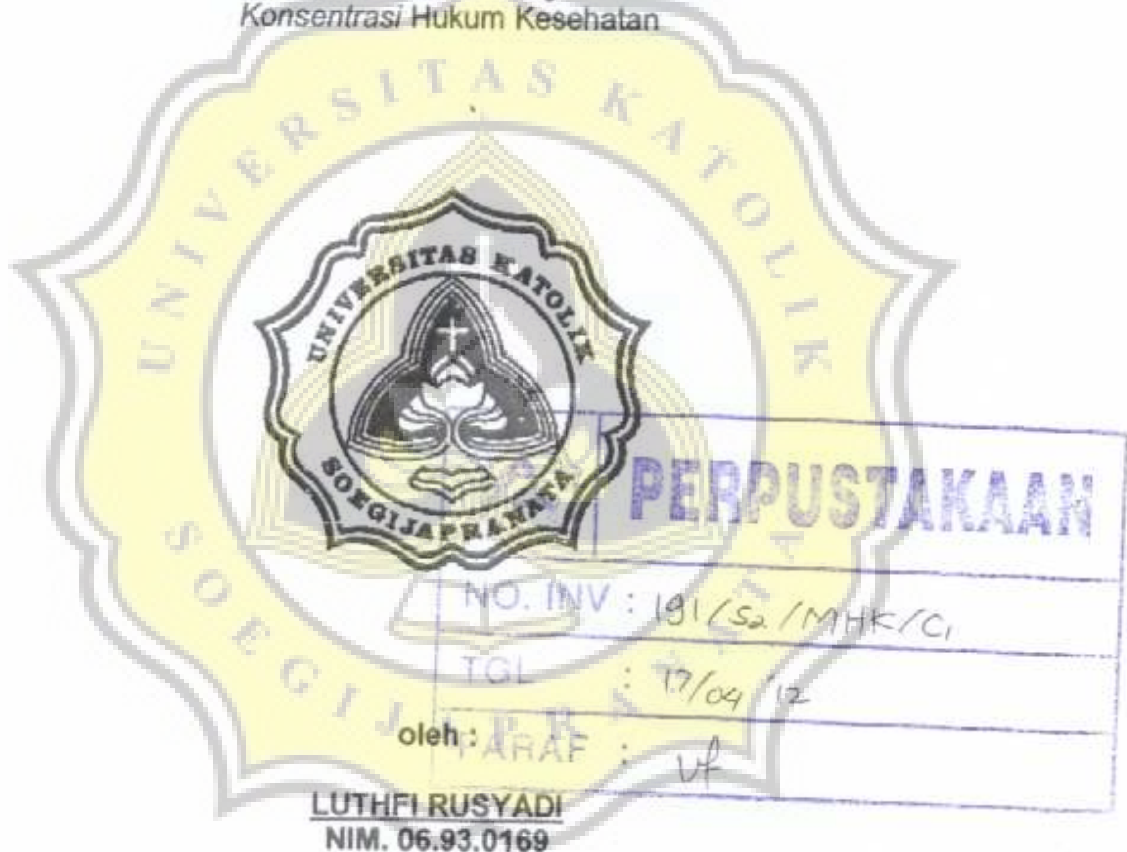 Konsentrasi Hukum Kesehatan
UNIVERSITAS KATOLIK
SOEGIJAPRANATA
UNIVERSITAS KATOLIK
SOEGIJAPRANATA
PERPUSTAKAAN
NO. INV : 191/S2/MHK/C1
TGL : 17/04 '12
PARAF :
oleh :
LUTHFI RUSYADI
NIM. 06.93.0169